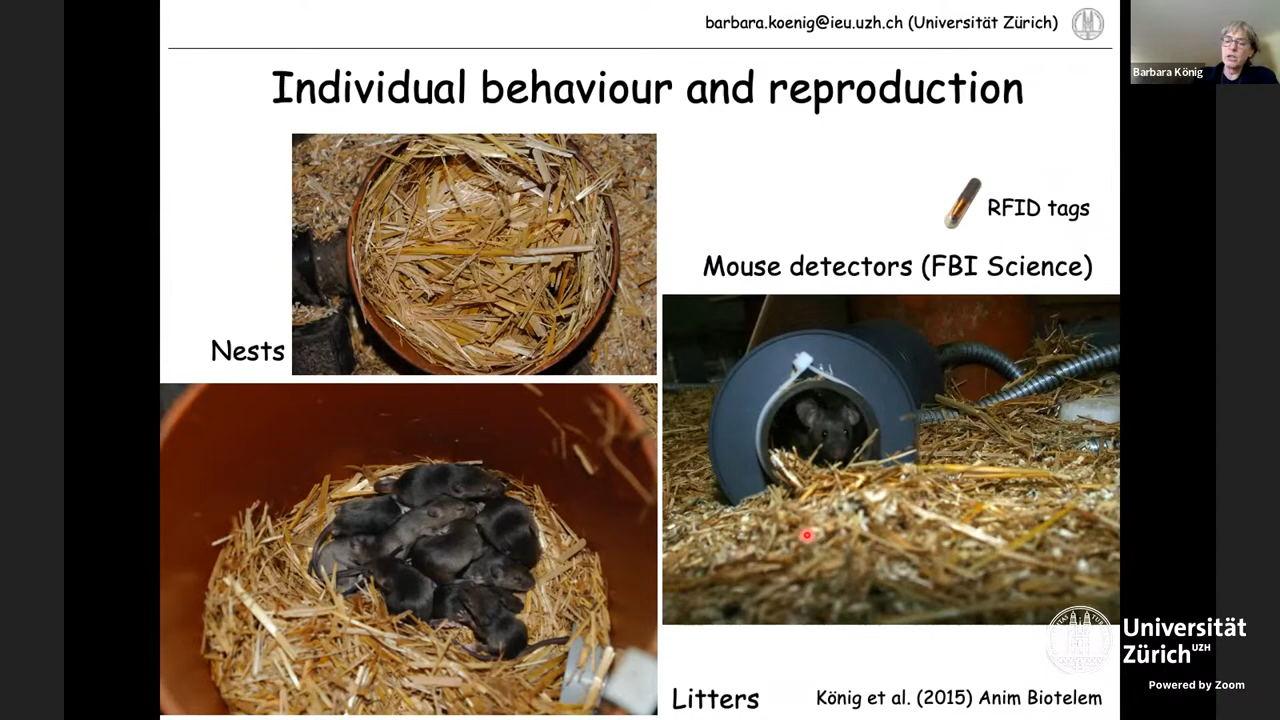 barbara.koenig@ieu.uzh.ch (Universität Zürich)
Barbara König
Individual behaviour and reproduction
RFID tags
Mouse detectors (FBI Science)
Nests
Litters
König et al. (2015) Anim Biotelem
Universität
Zürich UZH
Powered by Zoom